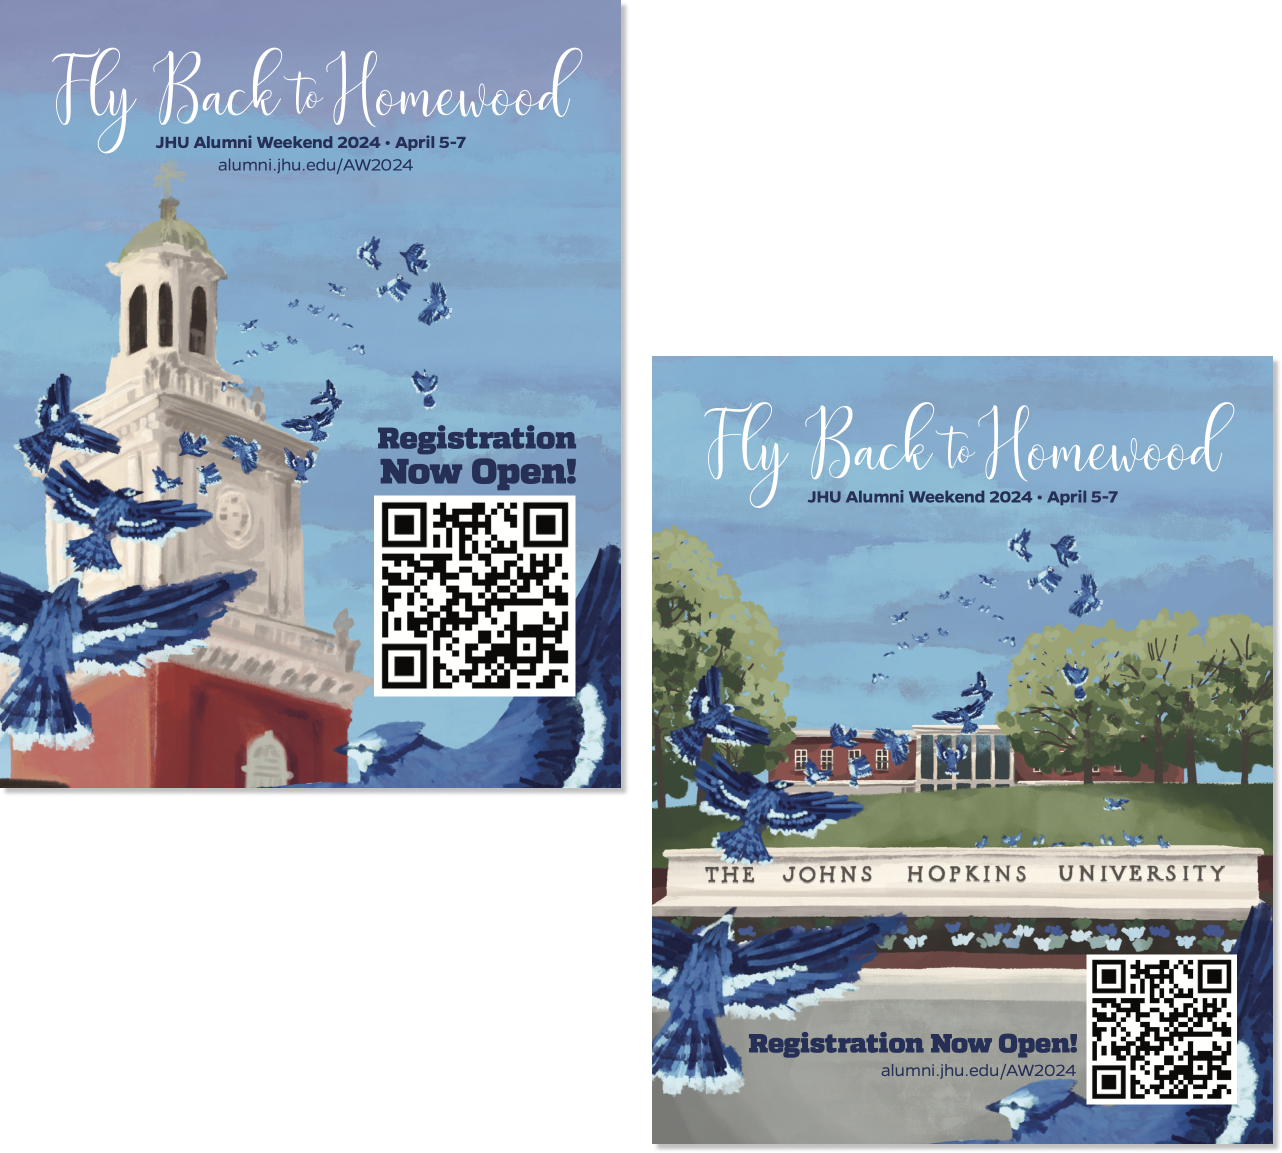 Fly Back to Homewood
JHU Alumni Weekend 2024 • April 5-7
alumni.jhu.edu/AW2024
Registration
Now Open!
Fly Back to Homewood
JHU Alumni Weekend 2024 • April 5-7
THE JOHNS HOPKINS UNIVERSITY
Registration Now Open!
alumni.jhu.edu/AW2024